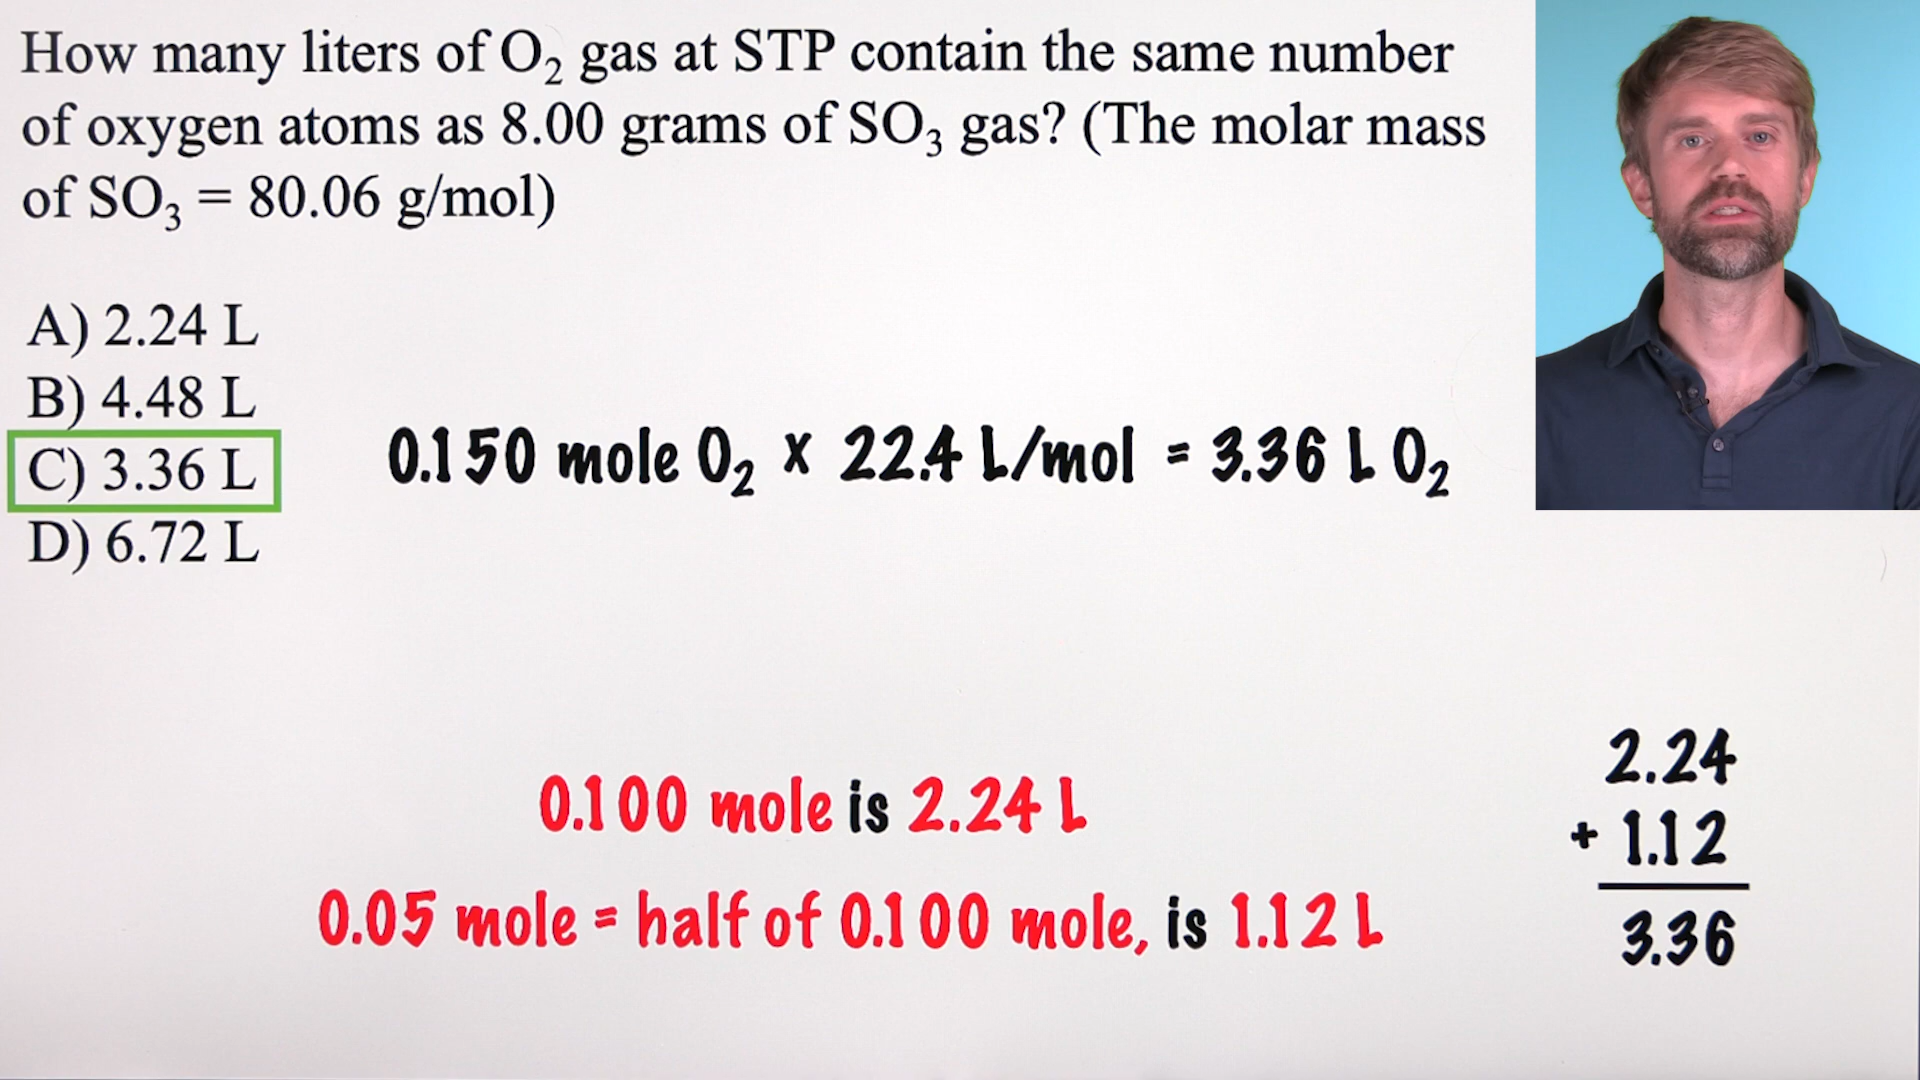 How many liters of O₂ gas at STP contain the same number
of oxygen atoms as 8.00 grams of SO₃ gas? (The molar mass
of SO₃ = 80.06 g/mol)
A) 2.24 L
B) 4.48 L
C) 3.36 L
D) 6.72 L
0.150 mole O₂ x 22.4 L/mol = 3.36 L O₂
0.100 mole is 2.24 L
0.05 mole = half of 0.100 mole, is 1.12 L
2.24
+ 1.12
3.36